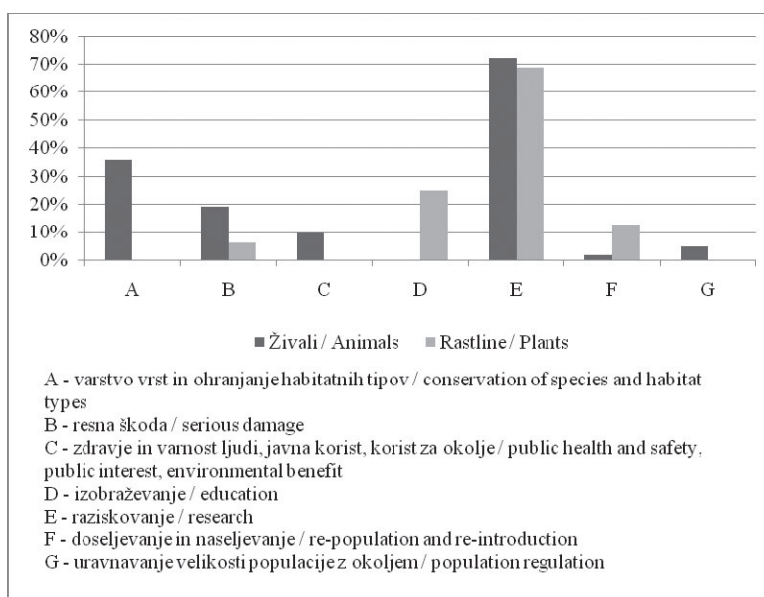 80%
70%
60%
50%
40%
30%
20%
10%
0%
A B C D E F G
Živali / Animals Rastline / Plants
A - varstvo vrst in ohranjanje habitatnih tipov / conservation of species and habitat
types
B - resna škoda / serious damage
C - zdravje in varnost ljudi, javna korist, korist za okolje / public health and safety,
public interest, environmental benefit
D - izobraževanje / education
E - raziskovanje / research
F - doseljevanje in naseljevanje / re-population and re-introduction
G - uravnavanje velikosti populacije z okoljem / population regulation